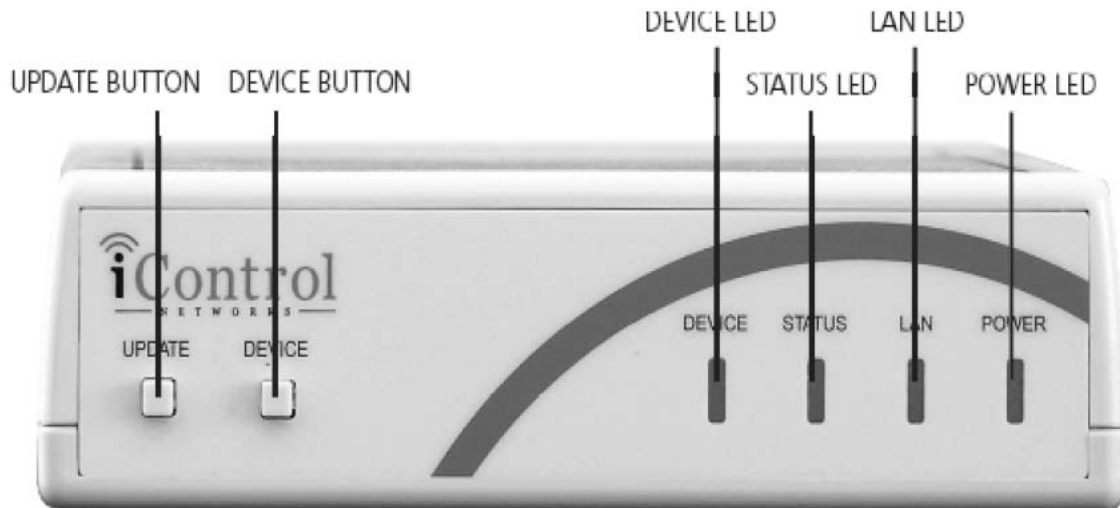 DEVICE LED LAN LED
UPDATE BUTTON DEVICE BUTTON STATUS LED POWER LED
iControl
NETWORKS
DEVICE STATUS LAN POWER
UPDATE DEVICE